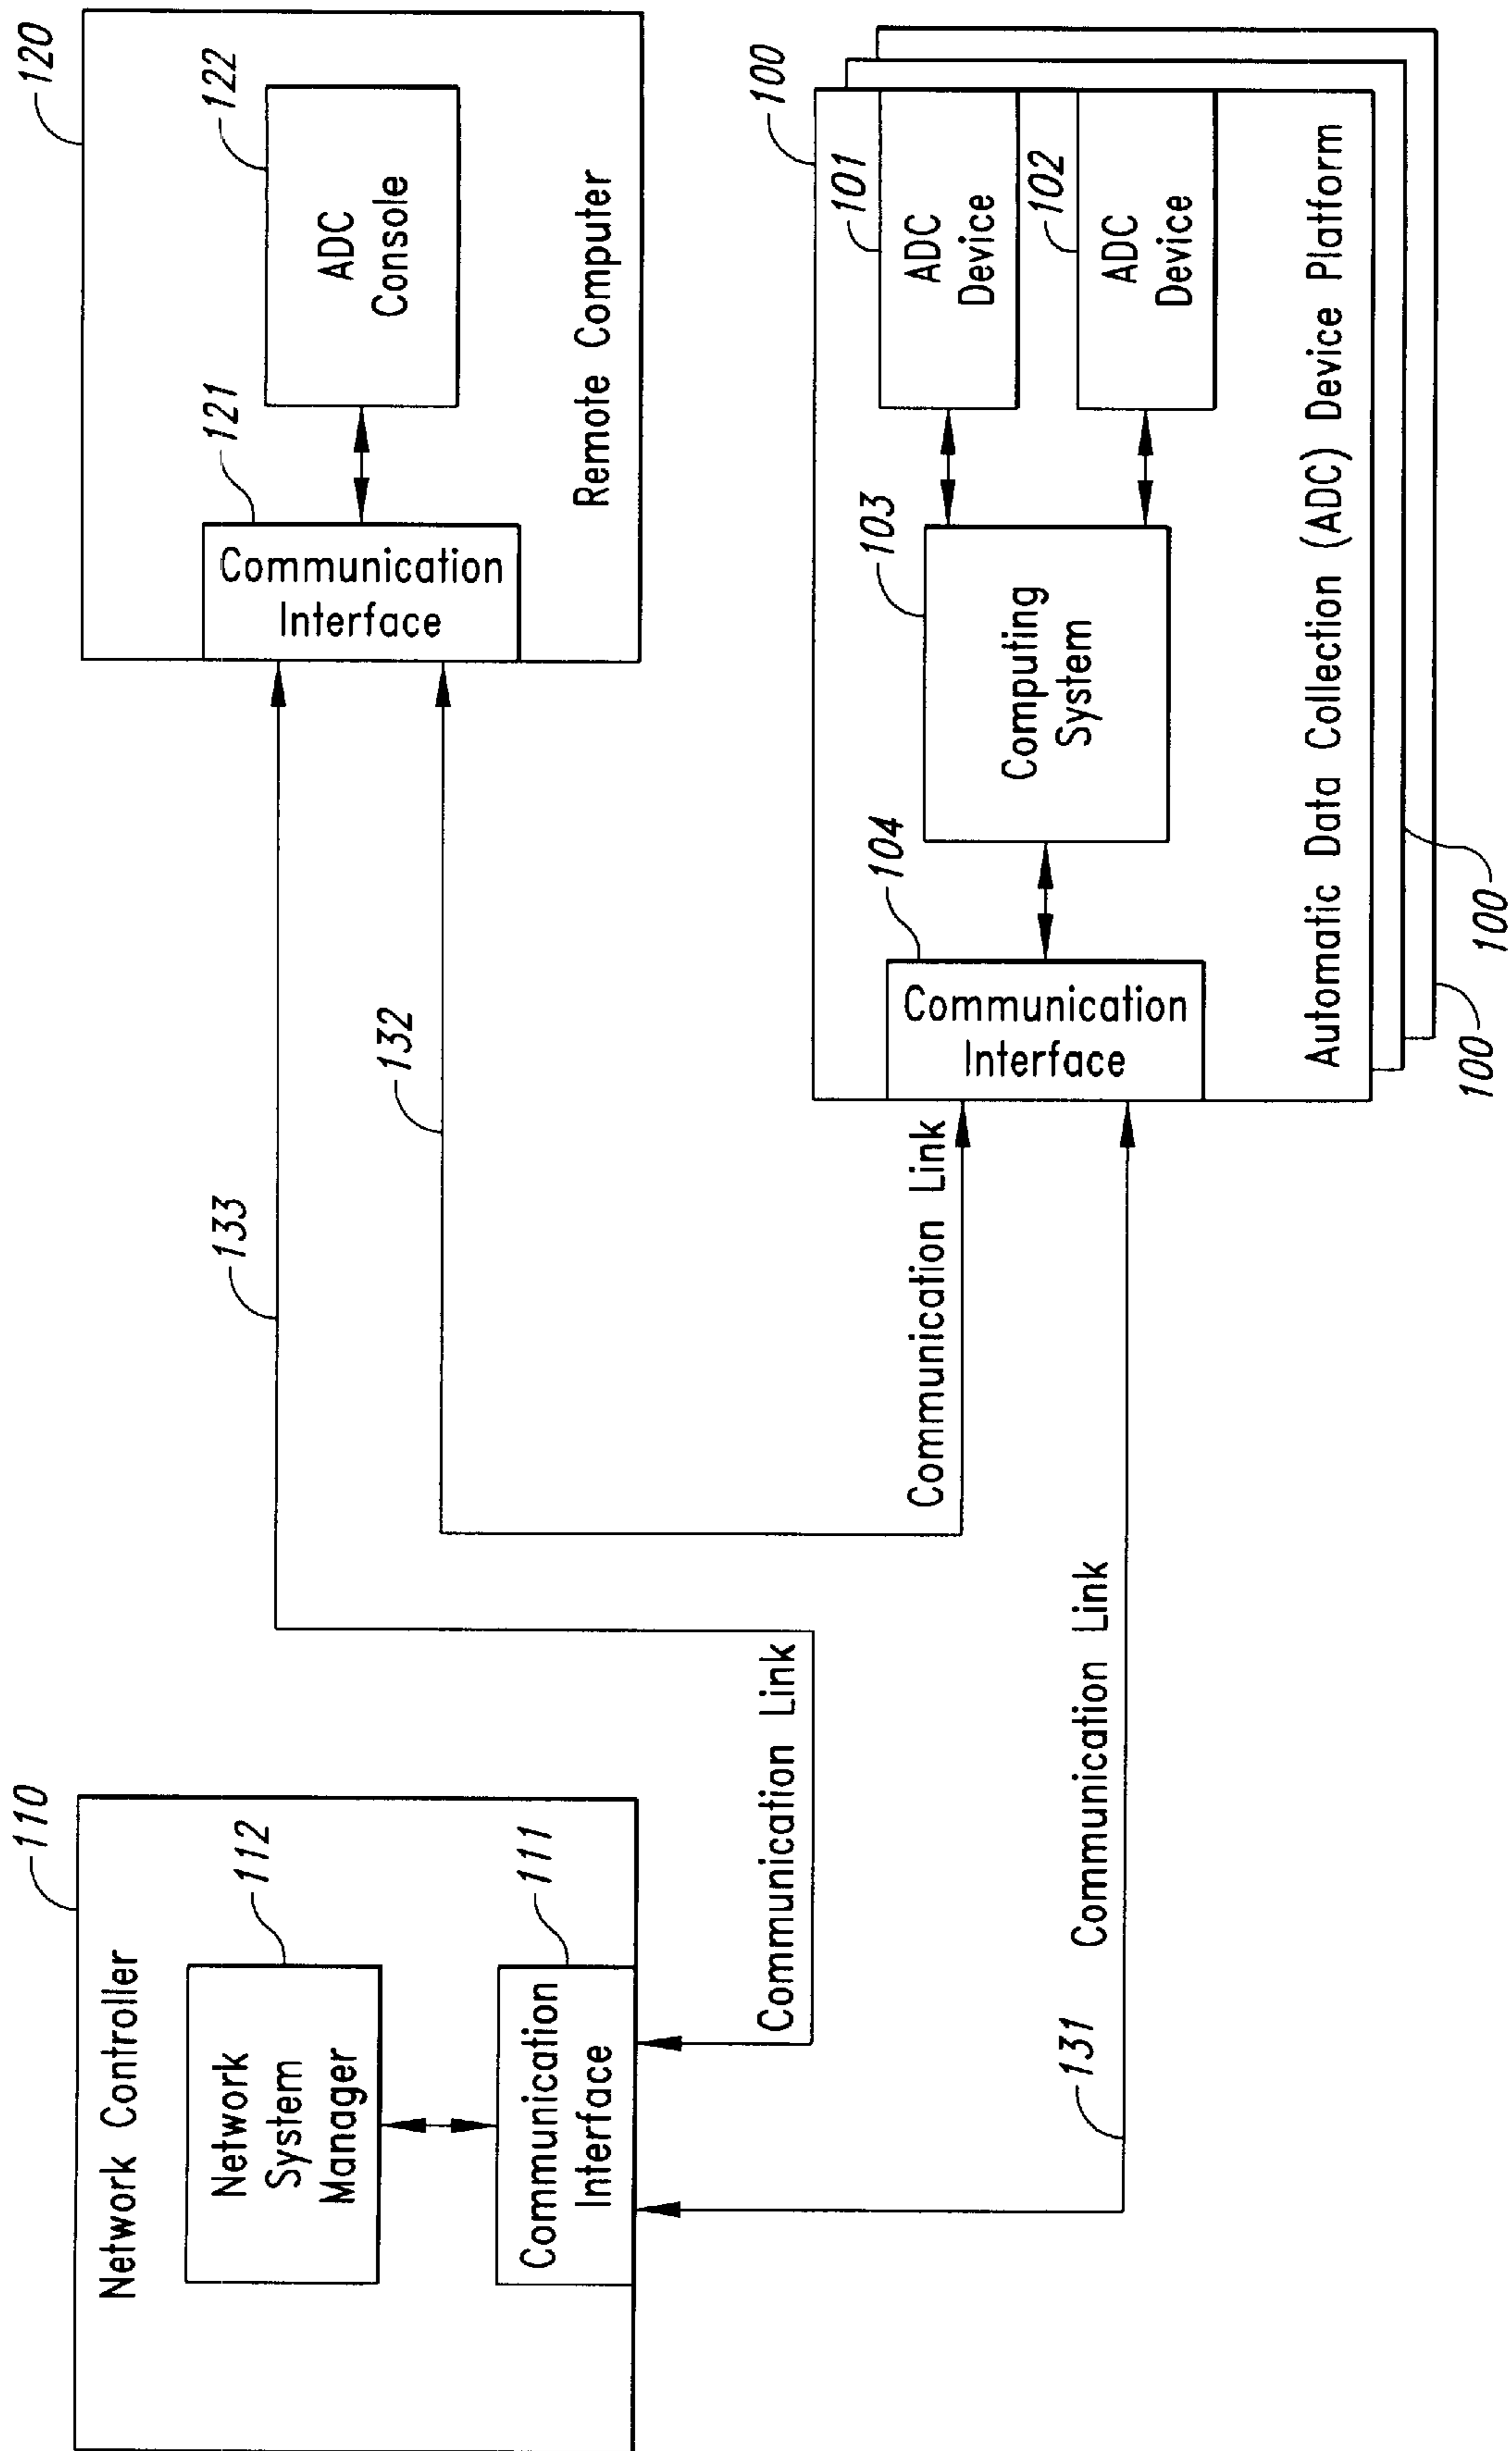 110
Network Controller
112
Network
System
Manager
111
Communication
Interface
Communication Link
131
Communication Link
133
132
Communication Link
120
121
Communication
Interface
122
ADC
Console
Remote Computer
100
104
Communication
Interface
103
Computing
System
101
ADC
Device
102
ADC
Device
Automatic Data Collection (ADC) Device Platform
100
100